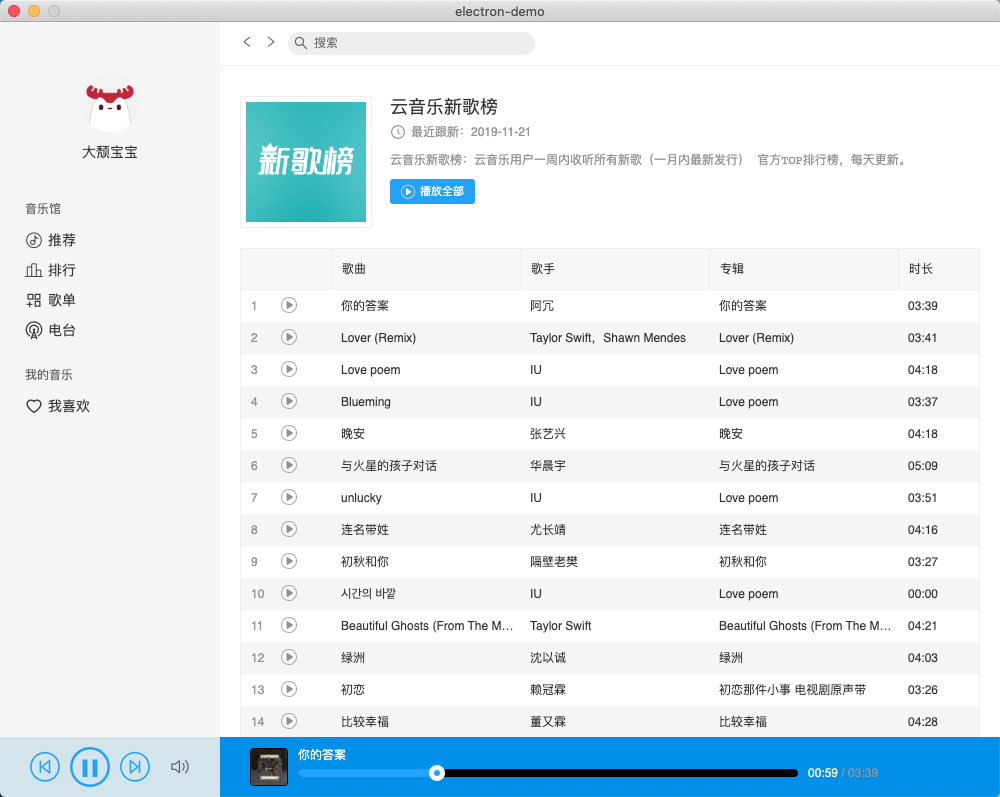 electron-demo
搜索
大颓宝宝
音乐馆
推荐
排行
歌单
电台
我的音乐
我喜欢
新歌榜
云音乐新歌榜
最近跟新：2019-11-21
云音乐新歌榜：云音乐用户一周内收听所有新歌（一月内最新发行） 官方TOP排行榜，每天更新。
播放全部
歌曲 歌手 专辑 时长
1 你的答案 阿冗 你的答案 03:39
2 Lover (Remix) Taylor Swift，Shawn Mendes Lover (Remix) 03:41
3 Love poem IU Love poem 04:18
4 Blueming IU Love poem 03:37
5 晚安 张艺兴 晚安 04:18
6 与火星的孩子对话 华晨宇 与火星的孩子对话 05:09
7 unlucky IU Love poem 03:51
8 连名带姓 尤长靖 连名带姓 04:16
9 初秋和你 隔壁老樊 初秋和你 03:27
10 시간의 바깥 IU Love poem 00:00
11 Beautiful Ghosts (From The M... Taylor Swift Beautiful Ghosts (From The M... 04:21
12 绿洲 沈以诚 绿洲 04:03
13 初恋 赖冠霖 初恋那件小事 电视剧原声带 03:26
14 比较幸福 董又霖 比较幸福 04:28
你的答案
00:59 / 03:39